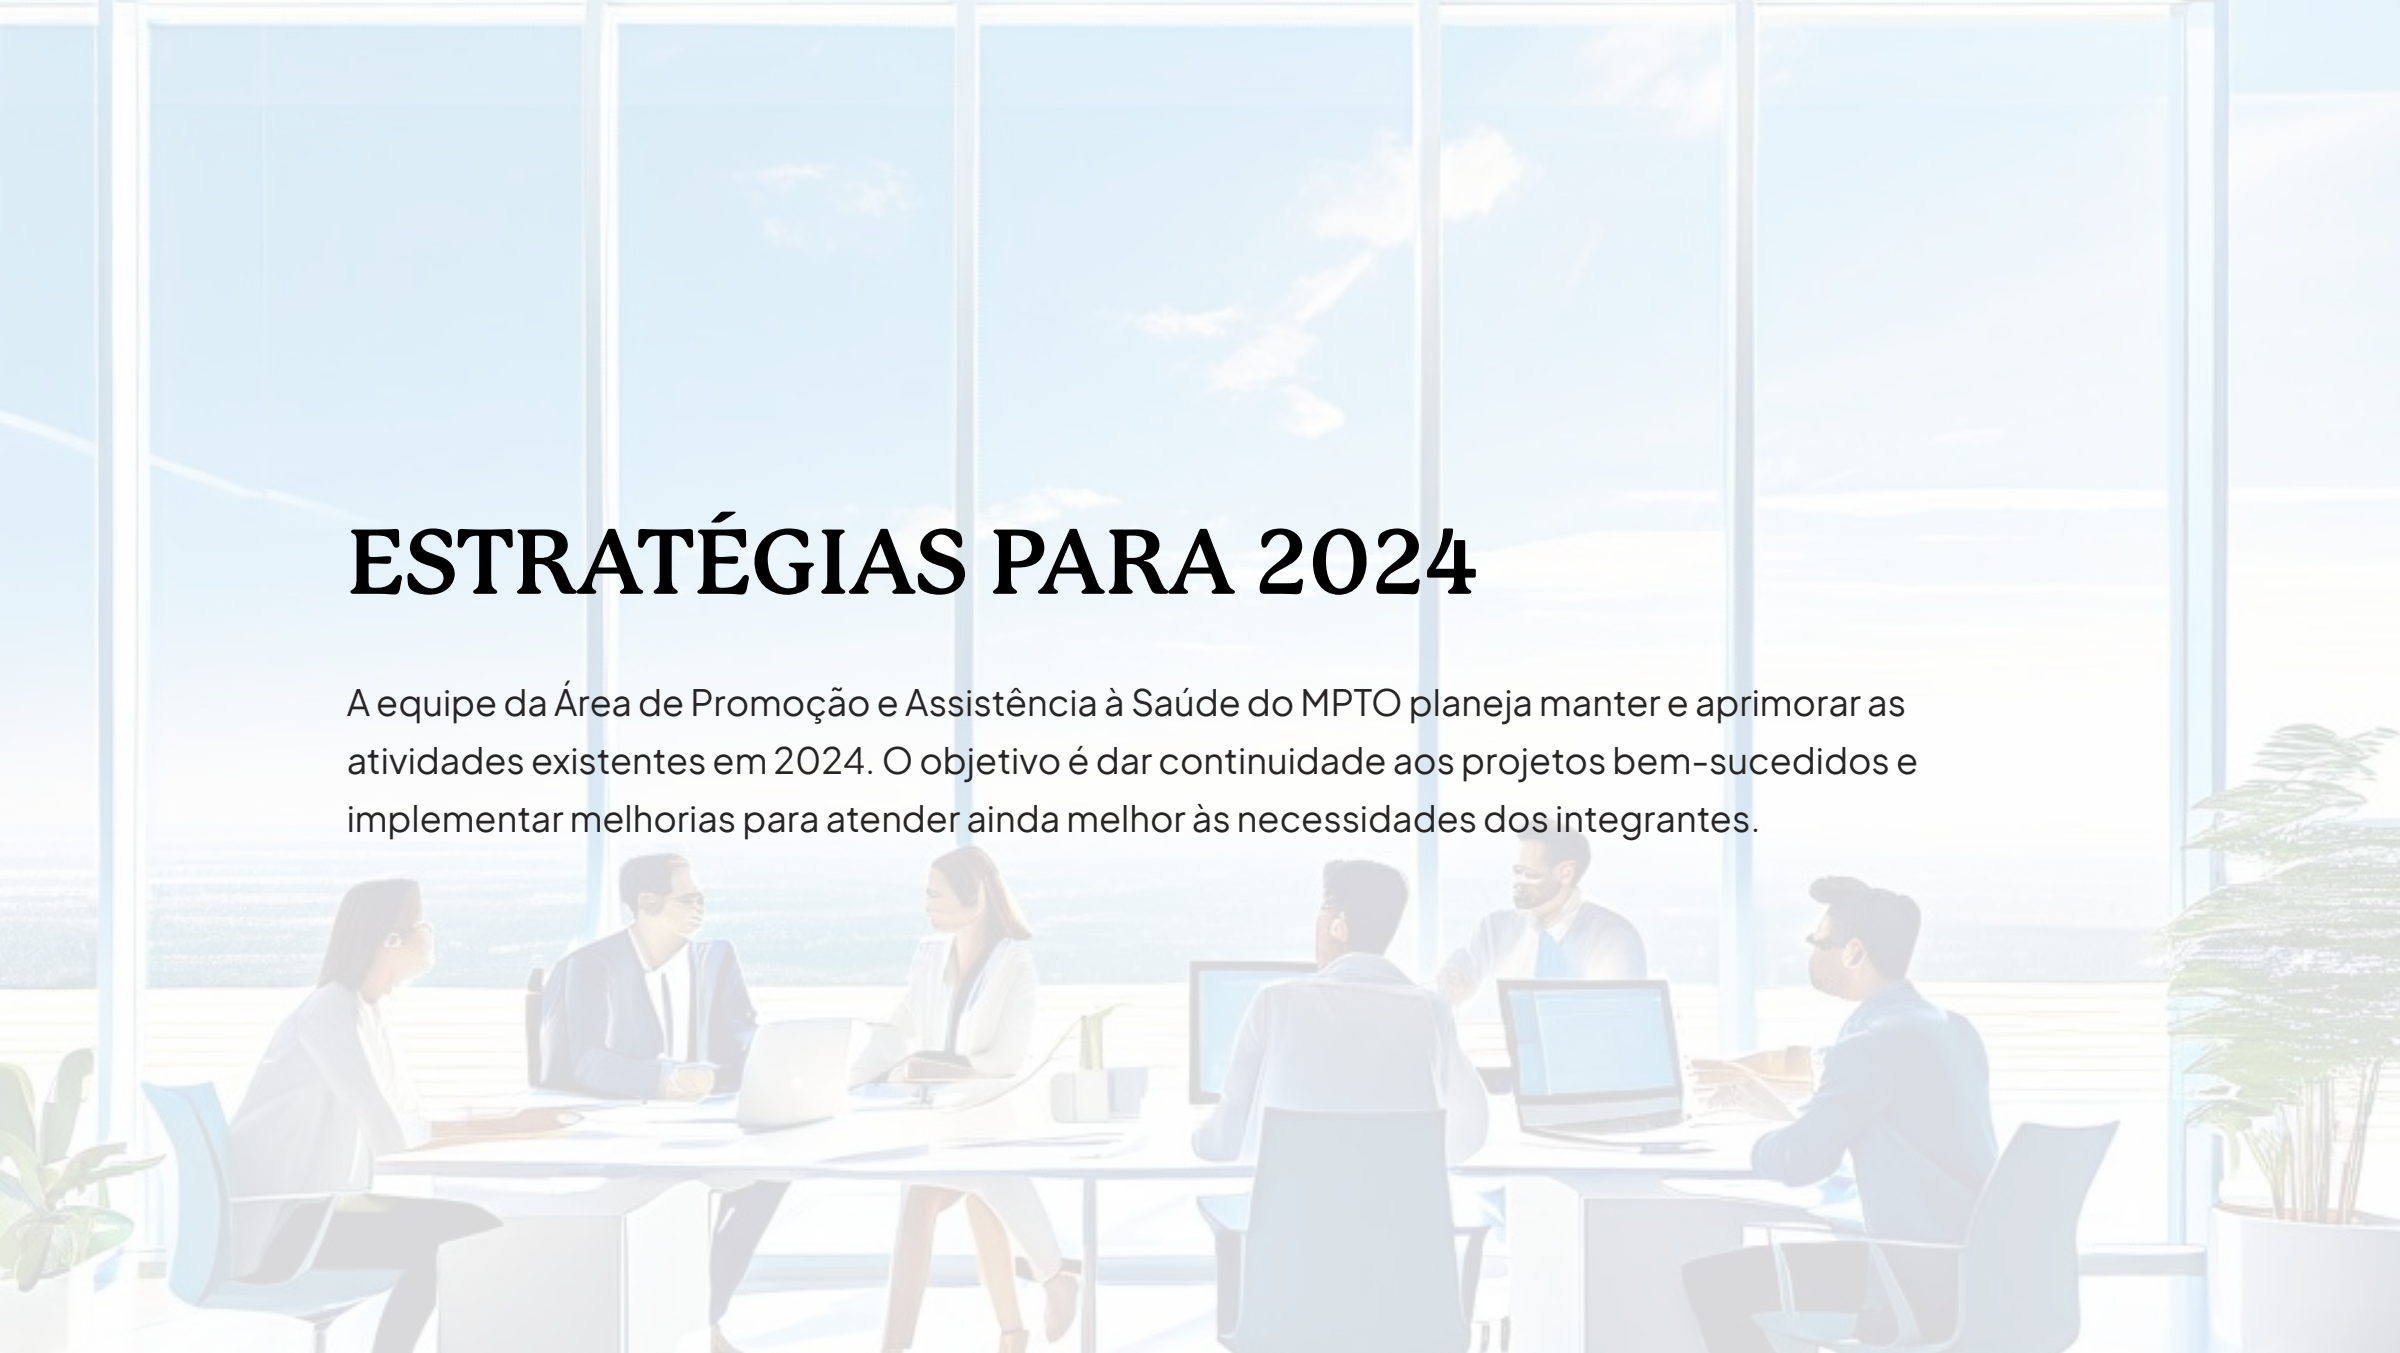 ESTRATÉGIAS PARA 2024
A equipe da Área de Promoção e Assistência à Saúde do MPTO planeja manter e aprimorar as
atividades existentes em 2024. O objetivo é dar continuidade aos projetos bem-sucedidos e
implementar melhorias para atender ainda melhor às necessidades dos integrantes.